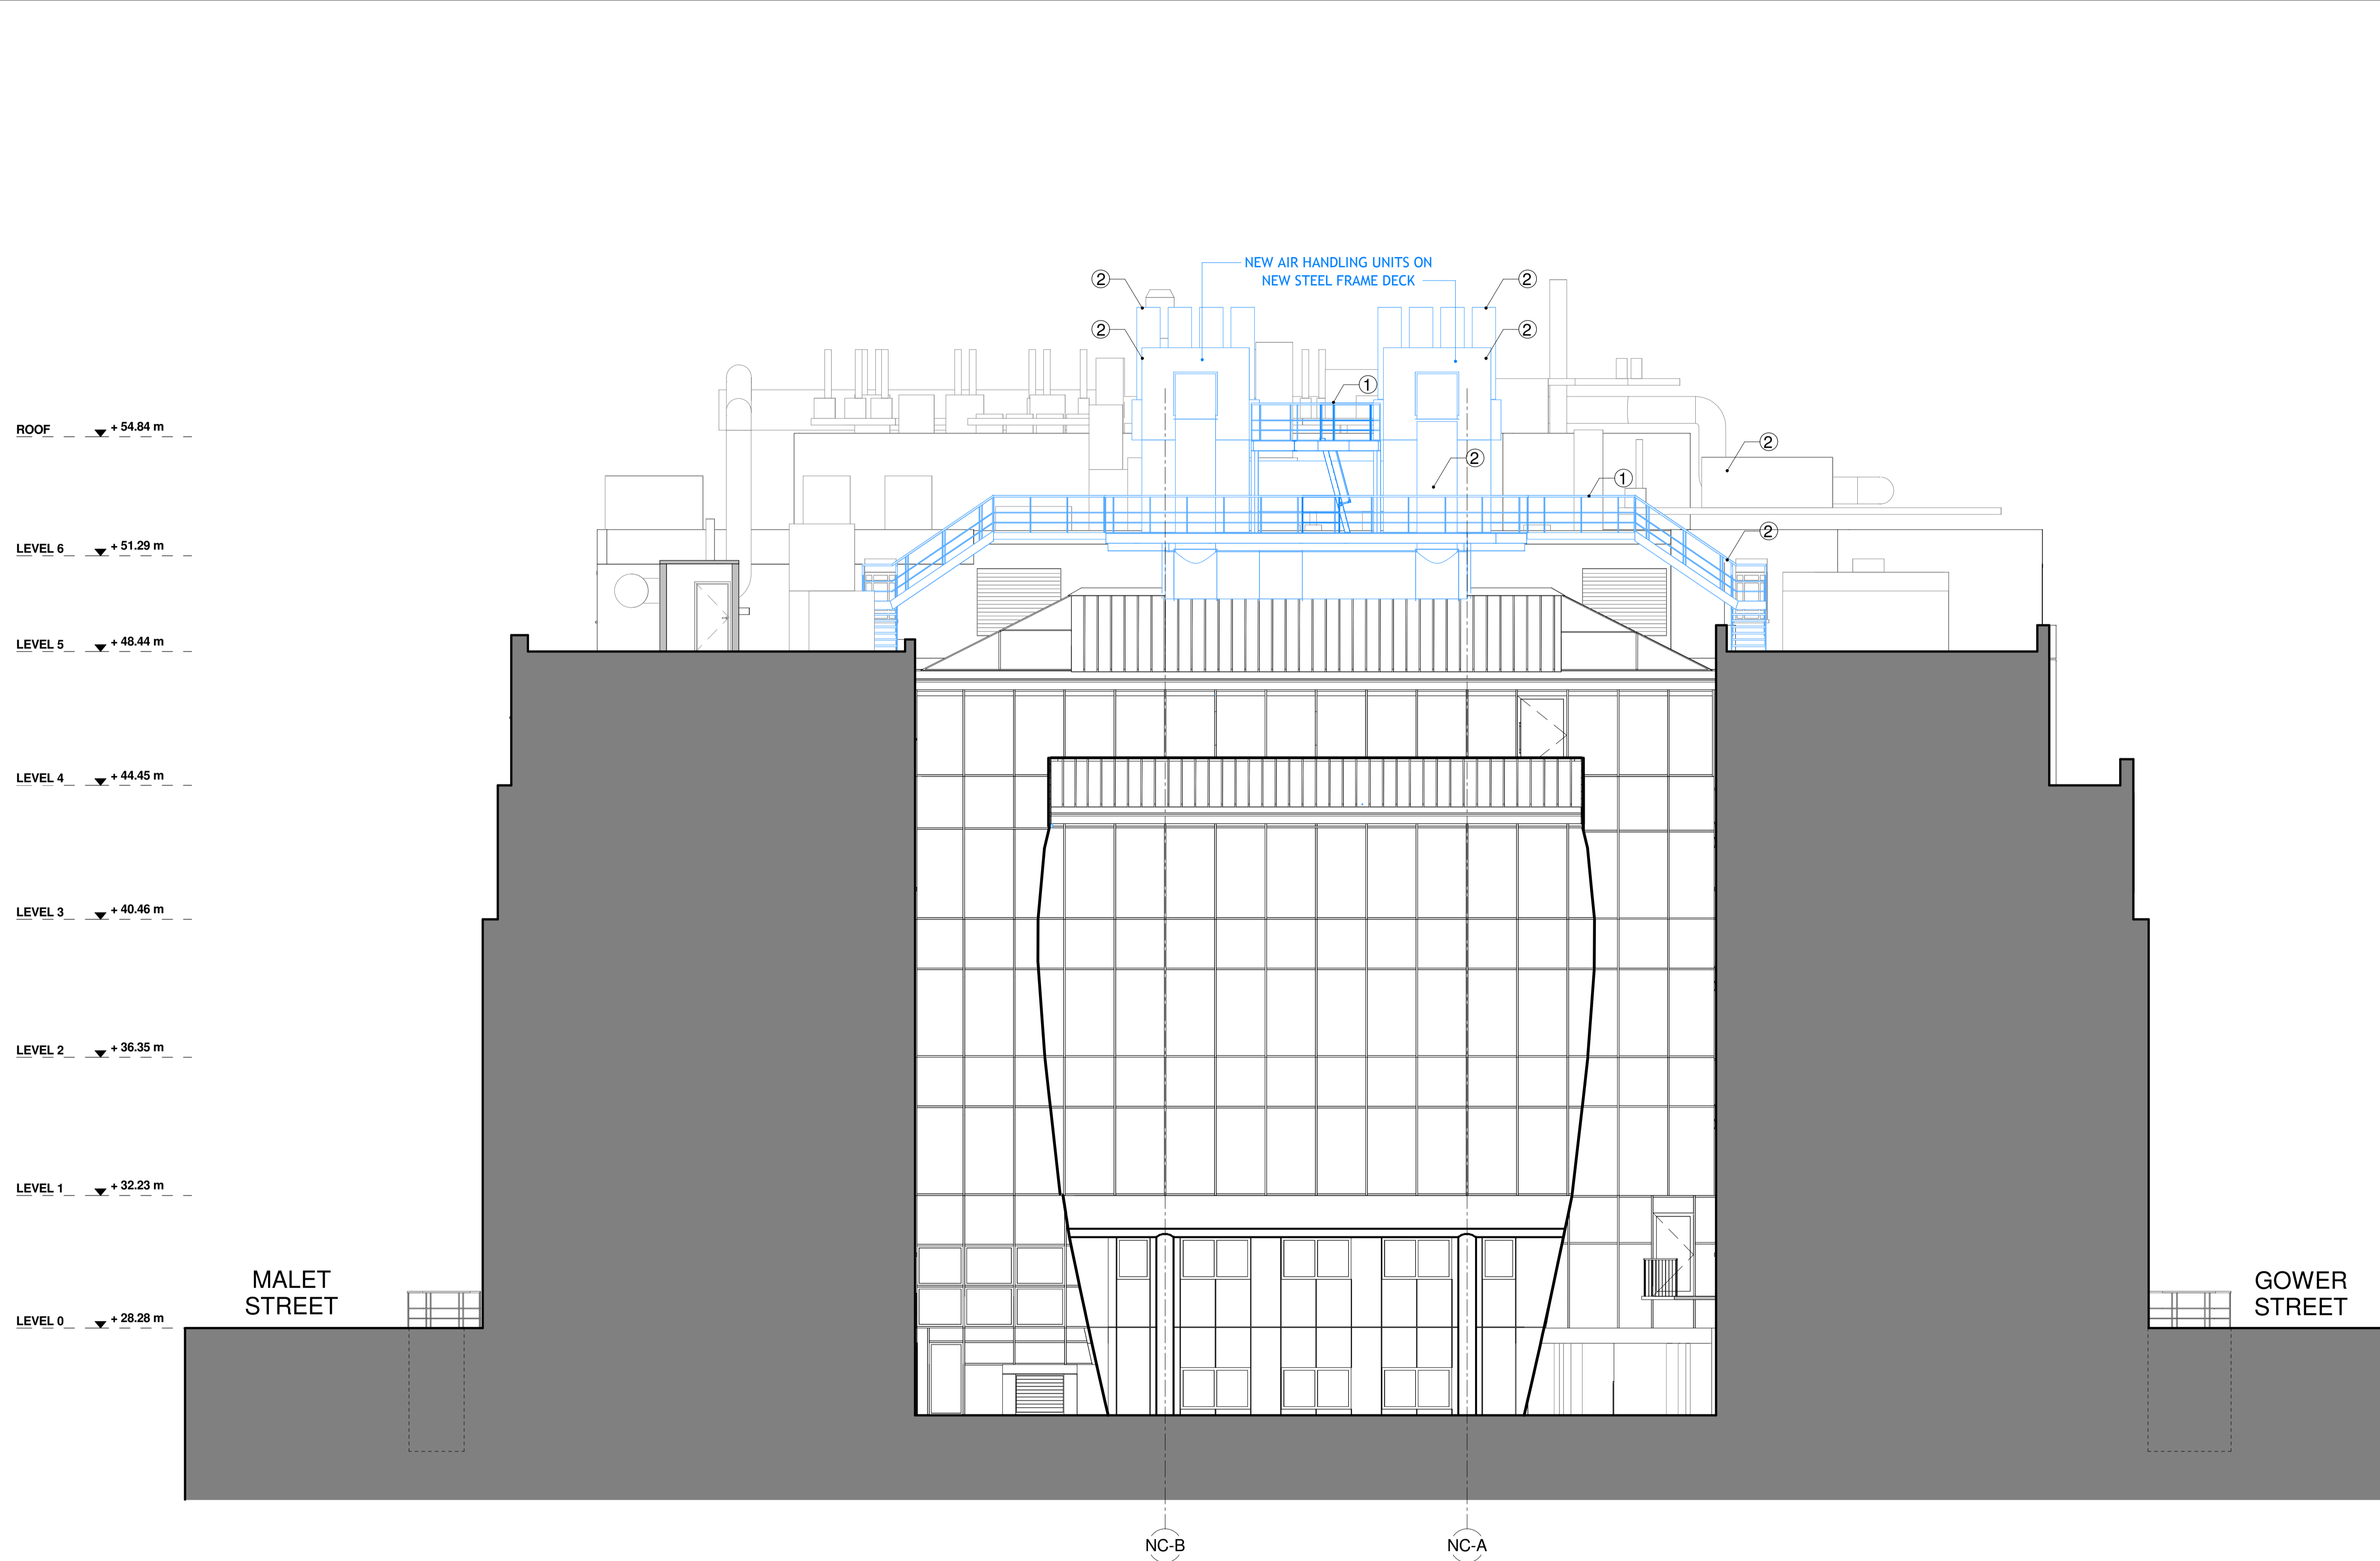 NEW AIR HANDLING UNITS ON
NEW STEEL FRAME DECK
2
2
2
2
1
2
2
1
2
ROOF + 54.84 m
LEVEL 6 + 51.29 m
LEVEL 5 + 48.44 m
LEVEL 4 + 44.45 m
LEVEL 3 + 40.46 m
LEVEL 2 + 36.35 m
LEVEL 1 + 32.23 m
LEVEL 0 + 28.28 m
MALET
STREET
GOWER
STREET
NC-B
NC-A